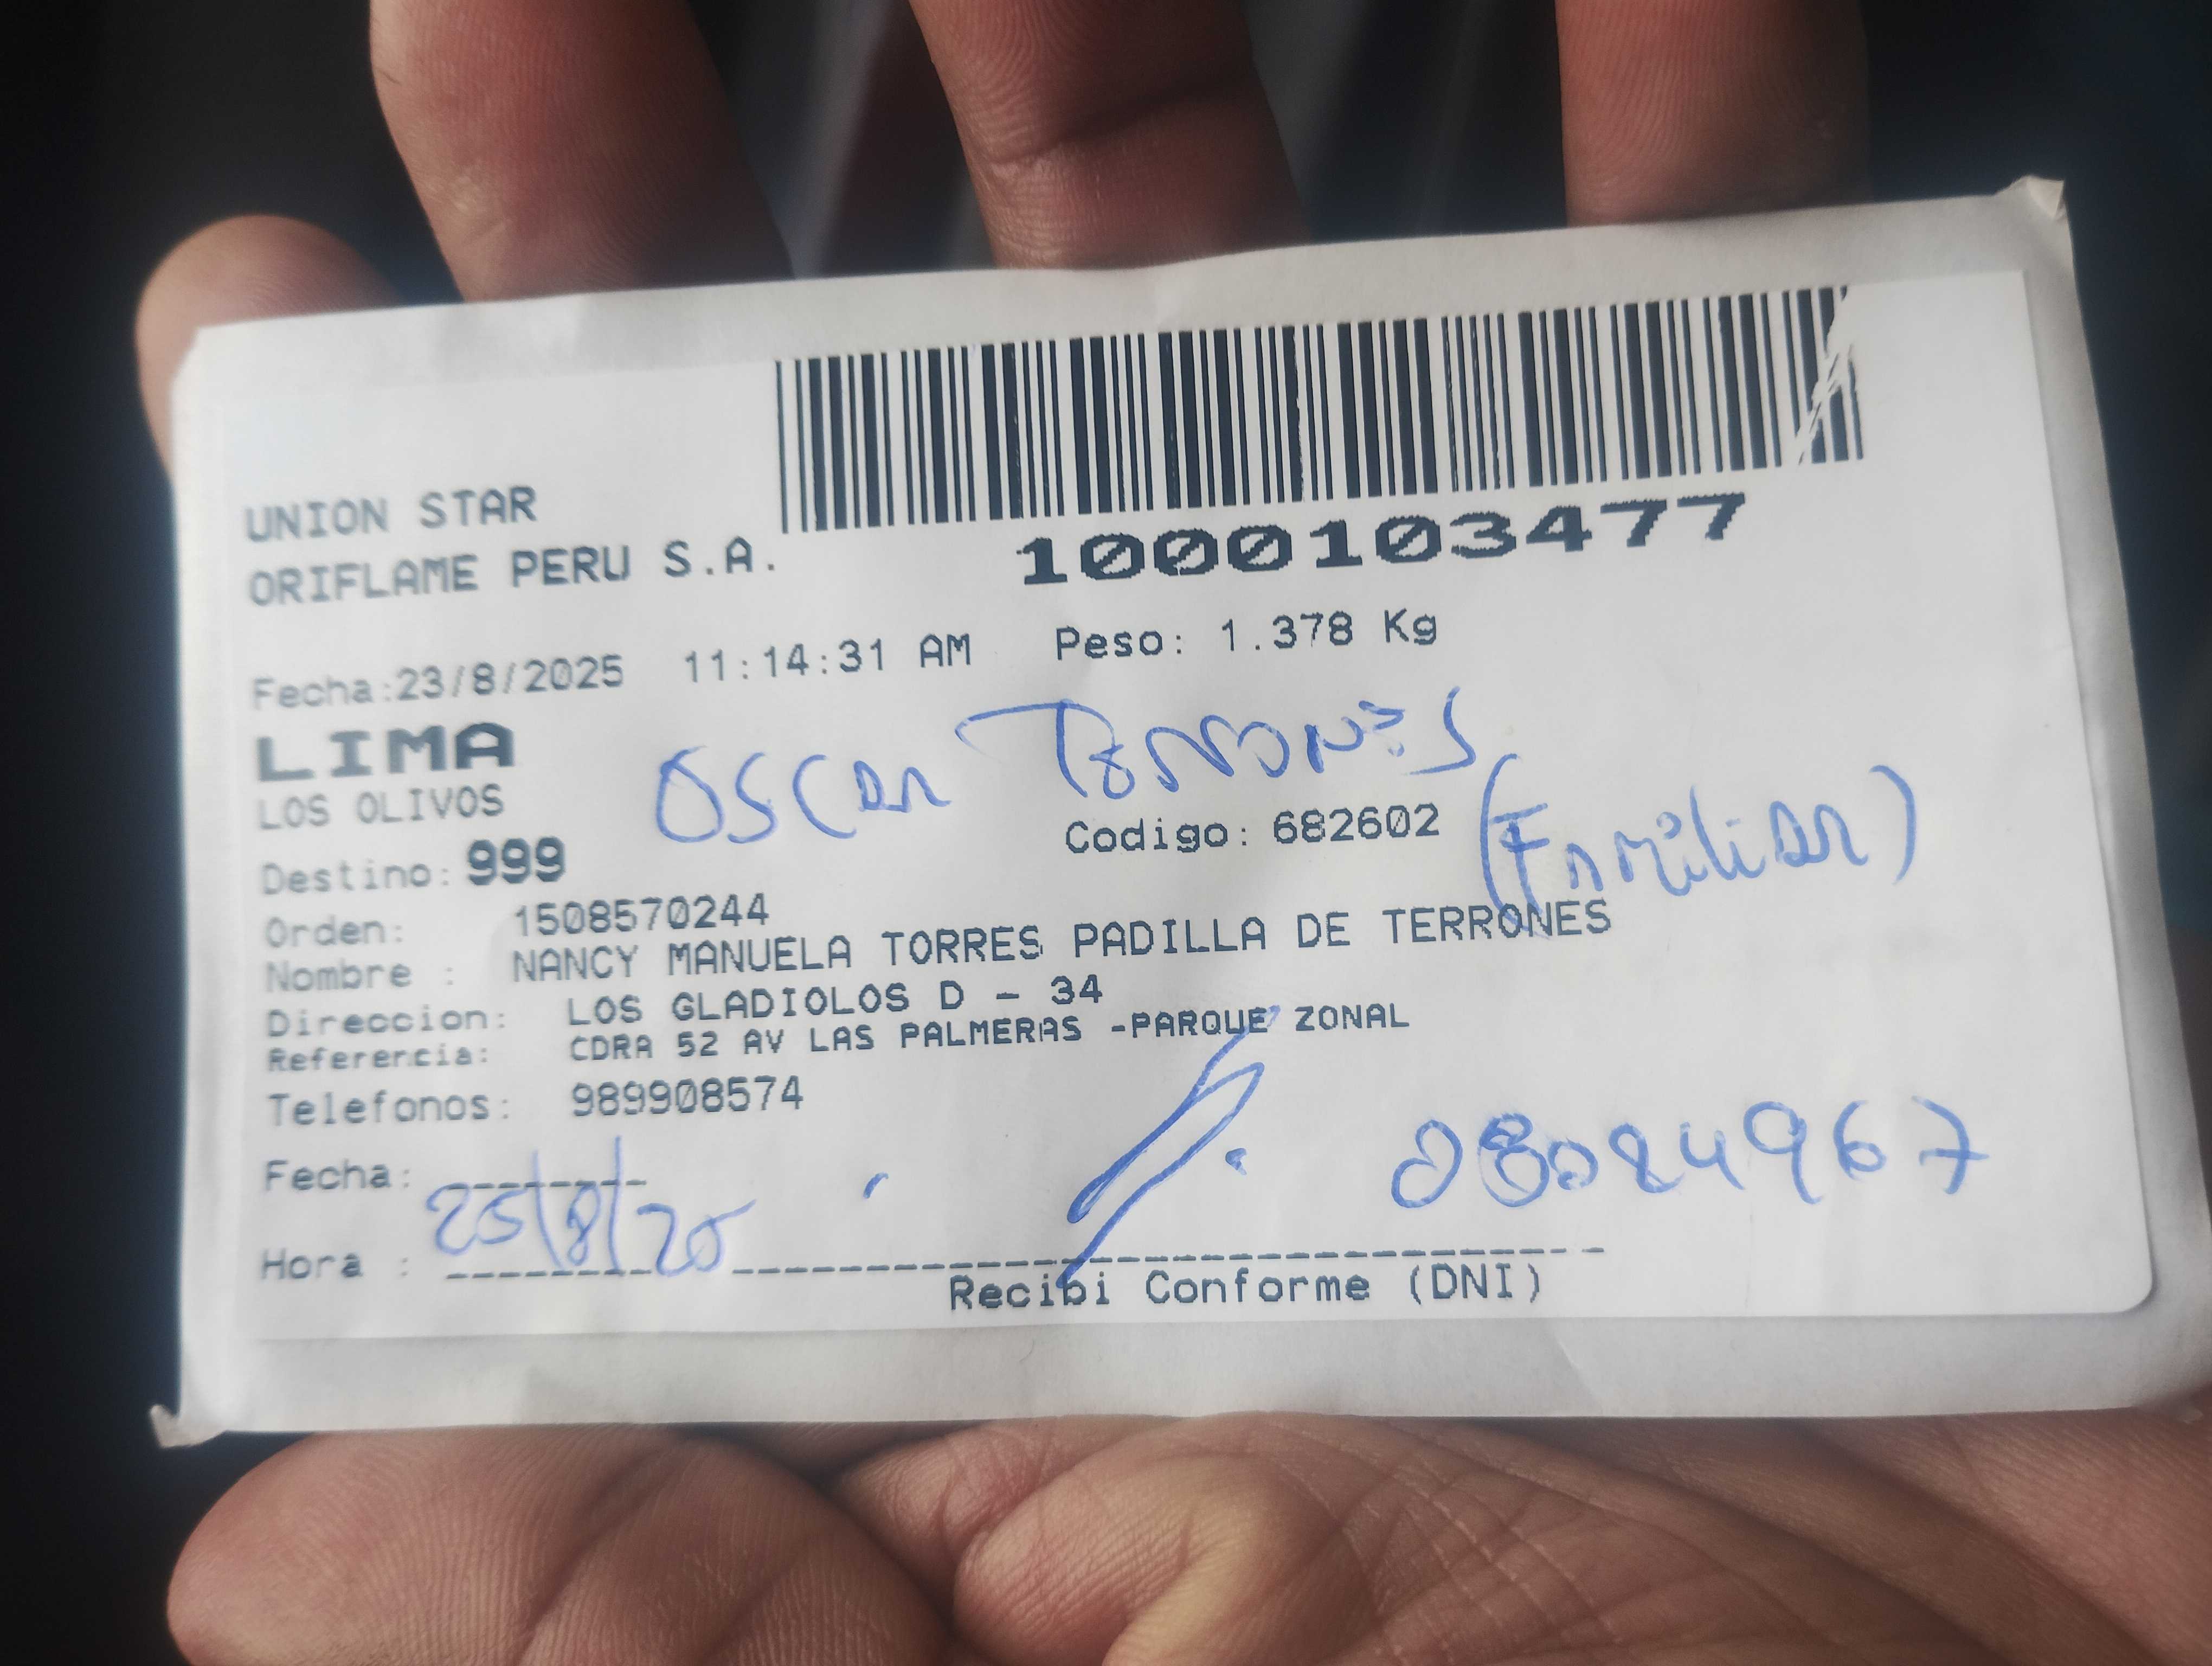 UNION STAR
ORIFLAME PERU S.A.
1000103477
Fecha:23/8/2025 11:14:31 AM Peso: 1.378 Kg
LIMA
Oscar Terrones
LOS OLIVOS
(Familiar)
Destino: 999 Codigo: 682602
Orden: 1508570244
Nombre : NANCY MANUELA TORRES PADILLA DE TERRONES
Direccion: LOS GLADIOLOS D - 34
Referencia: CDRA 52 AV LAS PALMERAS -PARQUE ZONAL
Telefonos: 989908574
Fecha: 25/8/25
Hora :
Recibi Conforme (DNI)